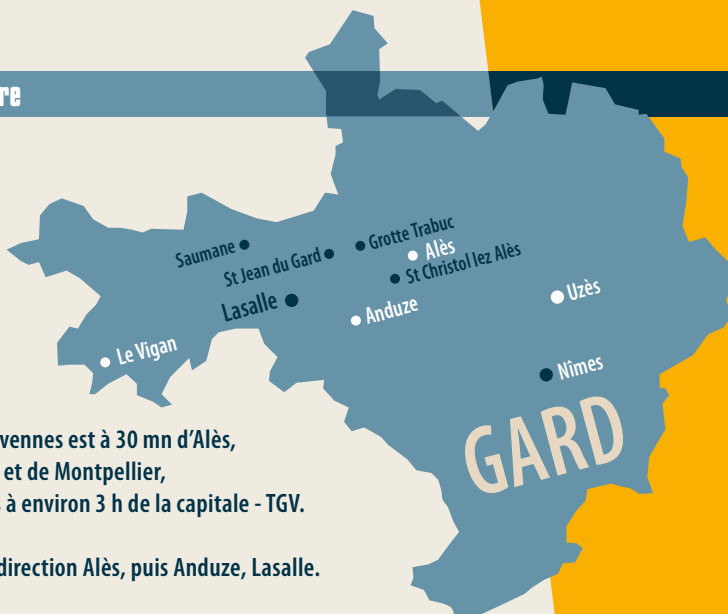 re
Grotte Trabuc
Saumane
Alès
St Jean du Gard
St Christol lez Alès
Lasalle
Uzès
Anduze
Le Vigan
Nîmes
GARD
vennes est à 30 mn d’Alès,
et de Montpellier,
à environ 3 h de la capitale - TGV.
direction Alès, puis Anduze, Lasalle.